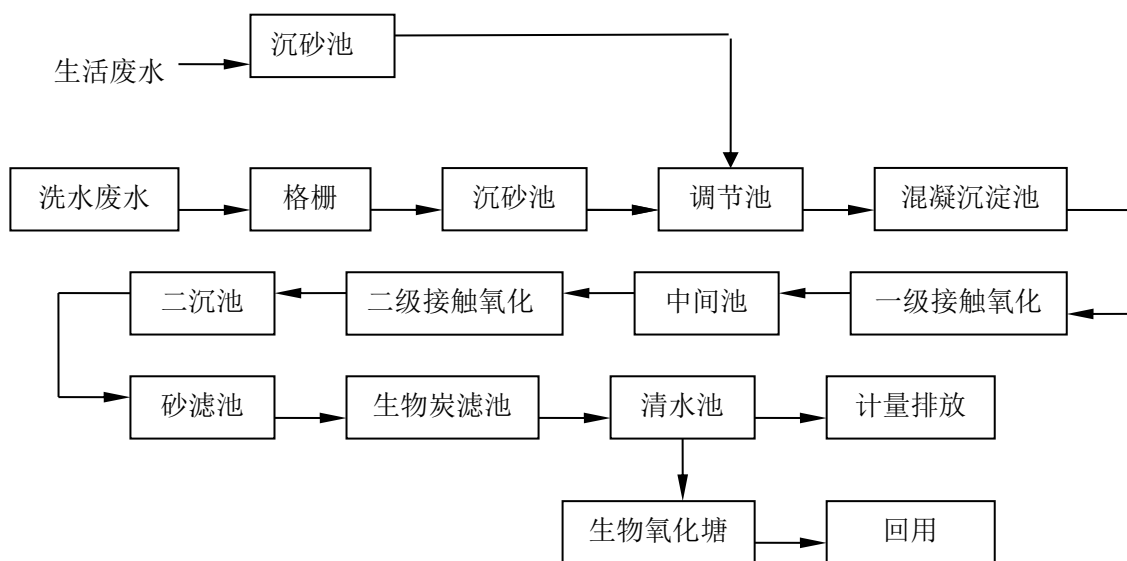 沉砂池
生活废水
洗水废水
格栅
沉砂池
调节池
混凝沉淀池
二沉池
二级接触氧化
中间池
一级接触氧化
砂滤池
生物炭滤池
清水池
计量排放
生物氧化塘
回用